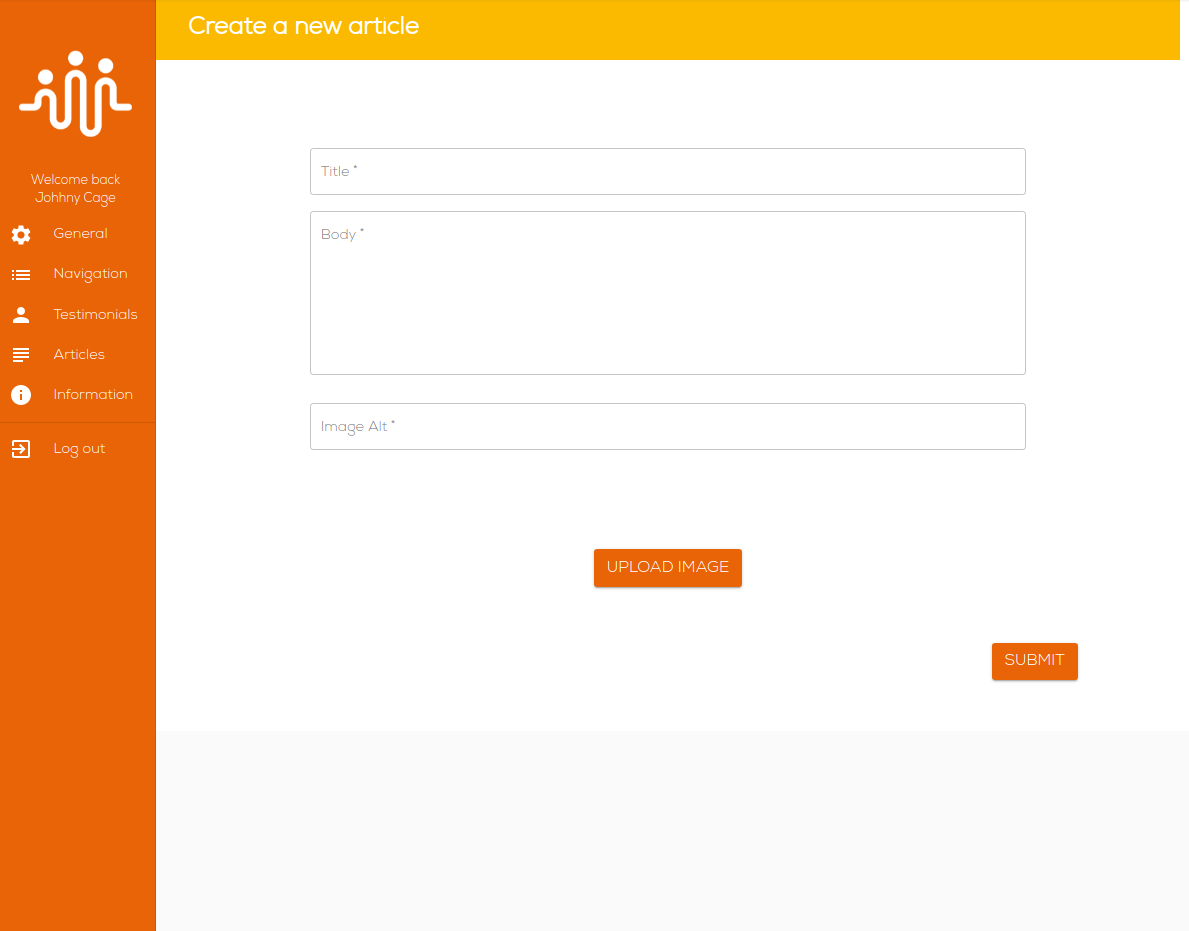 Create a new article
Welcome back
Johhny Cage
General
Navigation
Testimonials
Articles
Information
Log out
Title *
Body *
Image Alt *
UPLOAD IMAGE
SUBMIT